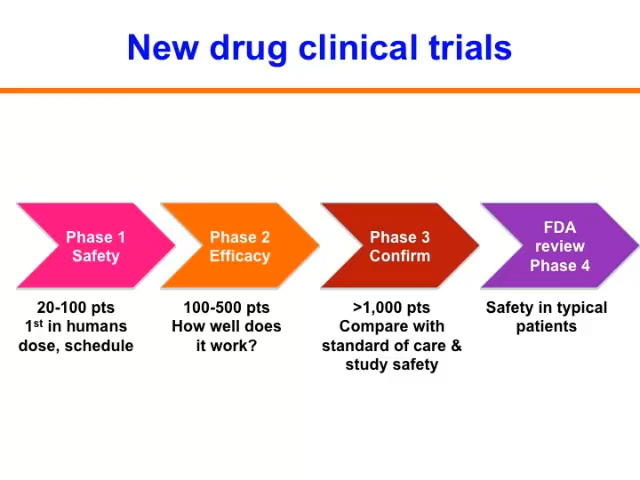 New drug clinical trials
Phase 1
Safety
Phase 2
Efficacy
Phase 3
Confirm
FDA
review
Phase 4
20-100 pts
1st in humans
dose, schedule
100-500 pts
How well does
it work?
>1,000 pts
Compare with
standard of care &
study safety
Safety in typical
patients